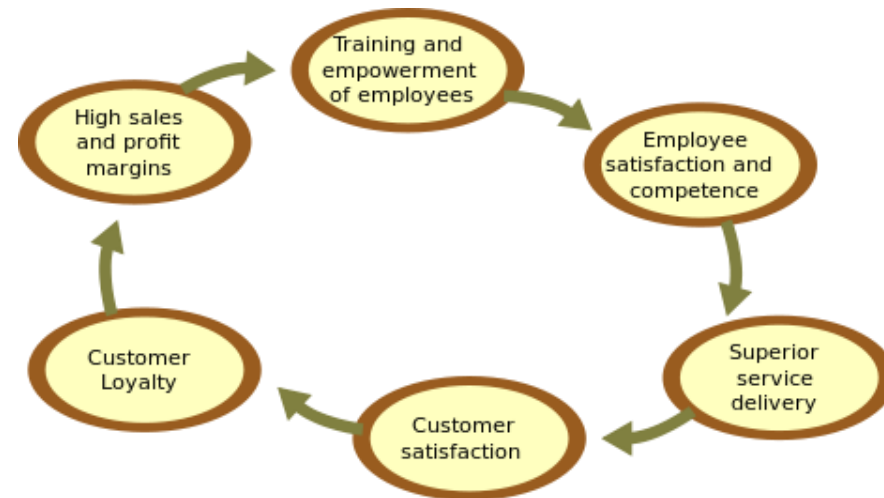 Training and
empowerment
of employees
Employee
satisfaction and
competence
Superior
service
delivery
Customer
satisfaction
Customer
Loyalty
High sales
and profit
margins